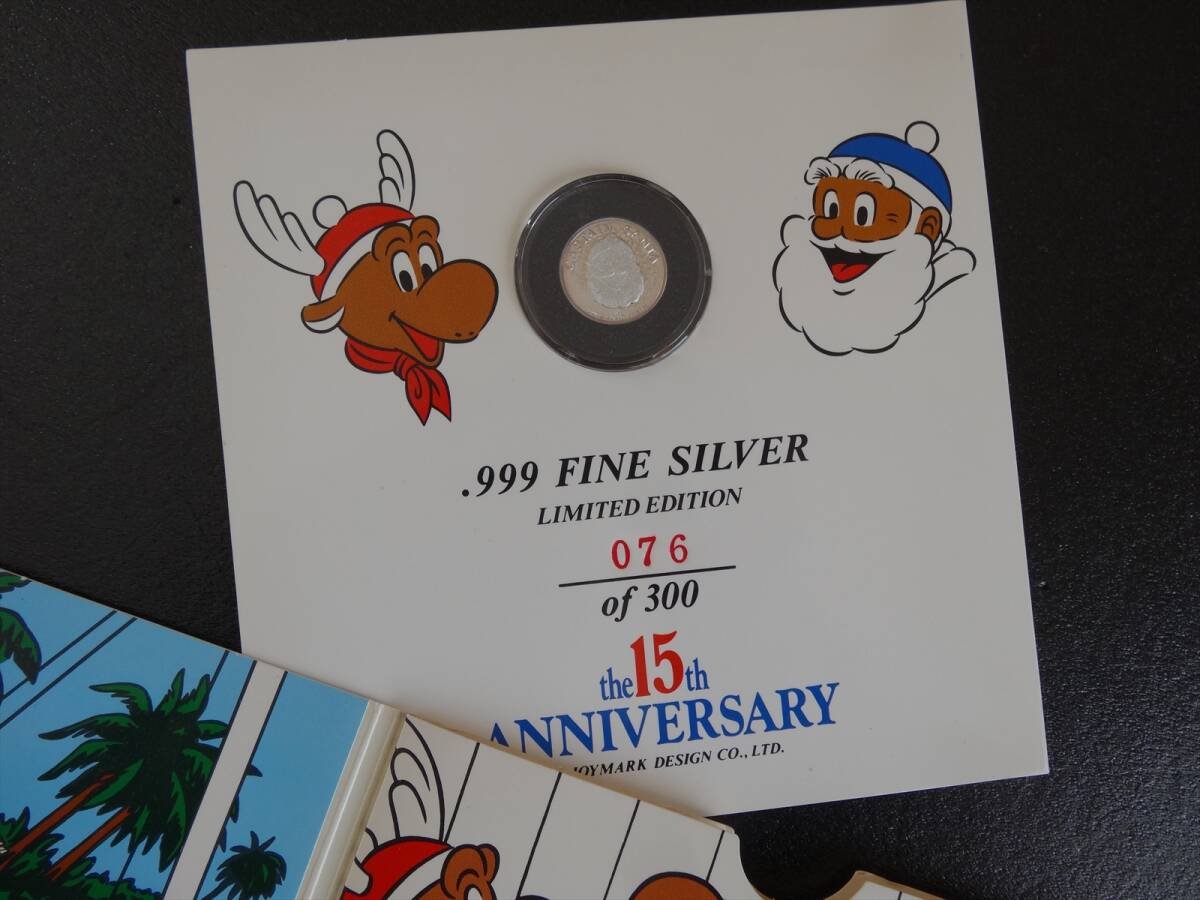 .999 FINE SILVER
LIMITED EDITION
076
of 300
the 15th
ANNIVERSARY
JOYMARK DESIGN CO., LTD.